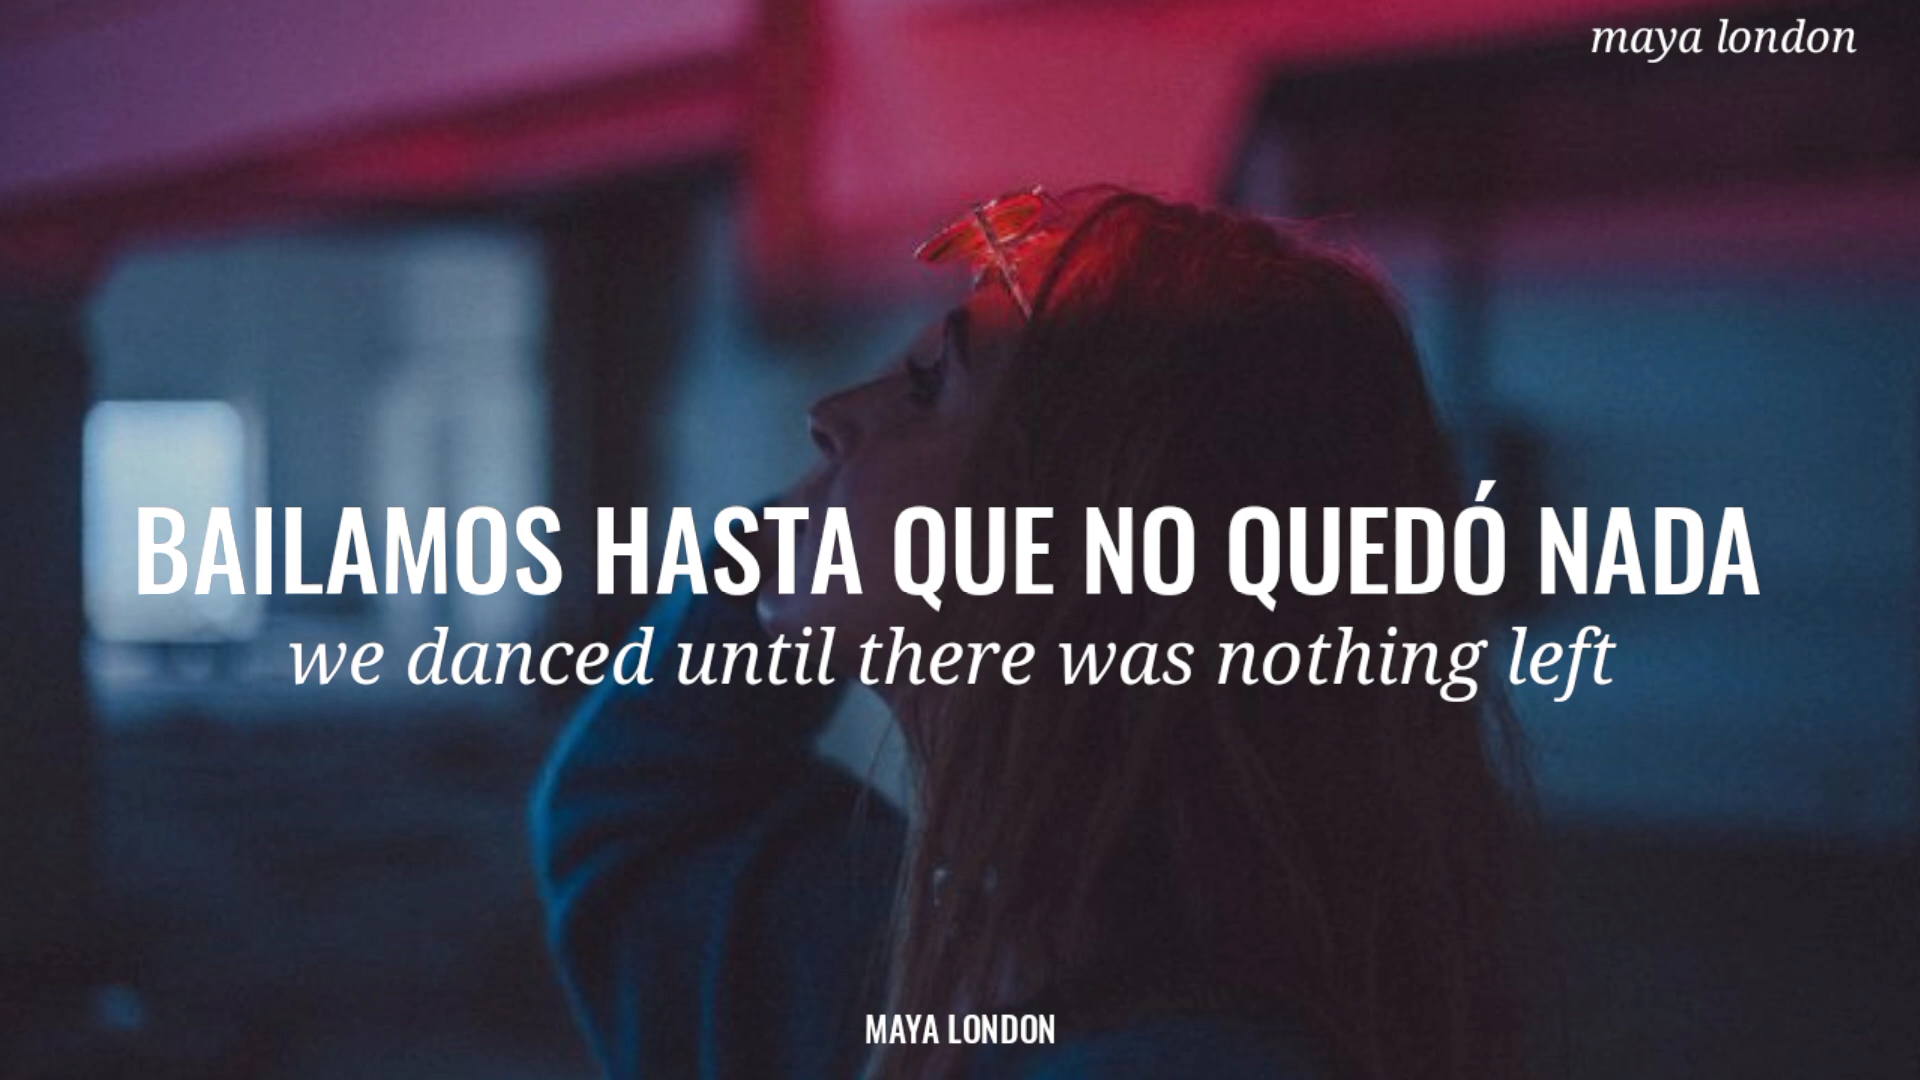 maya london
BAILAMOS HASTA QUE NO QUEDÓ NADA
we danced until there was nothing left
MAYA LONDON